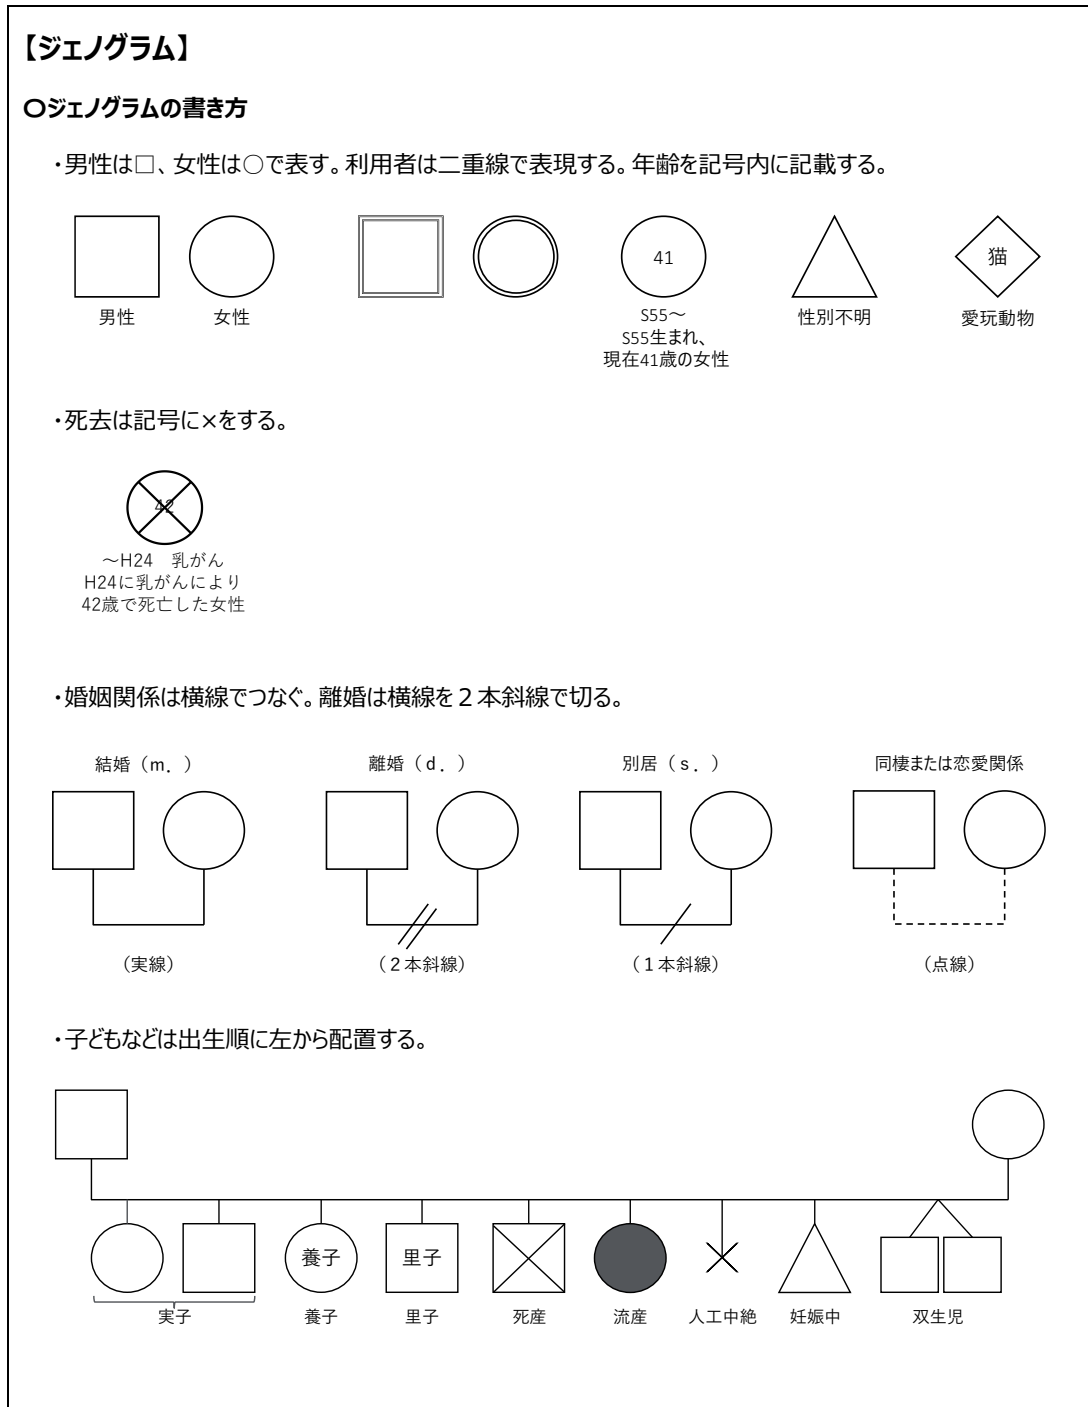 【ジェノグラム】
〇ジェノグラムの書き方
・男性は□、女性は○で表す。利用者は二重線で表現する。年齢を記号内に記載する。
41
猫
男性
女性
S55～
S55生まれ、
現在41歳の女性
性別不明
愛玩動物
・死去は記号に×をする。
42
～H24　乳がん
H24に乳がんにより
42歳で死亡した女性
・婚姻関係は横線でつなぐ。離婚は横線を２本斜線で切る。
結婚（m．）
離婚（ｄ．）
別居（ｓ．）
同棲または恋愛関係
（実線）
（２本斜線）
（１本斜線）
（点線）
・子どもなどは出生順に左から配置する。
養子
里子
実子
養子
里子
死産
流産
人工中絶
妊娠中
双生児